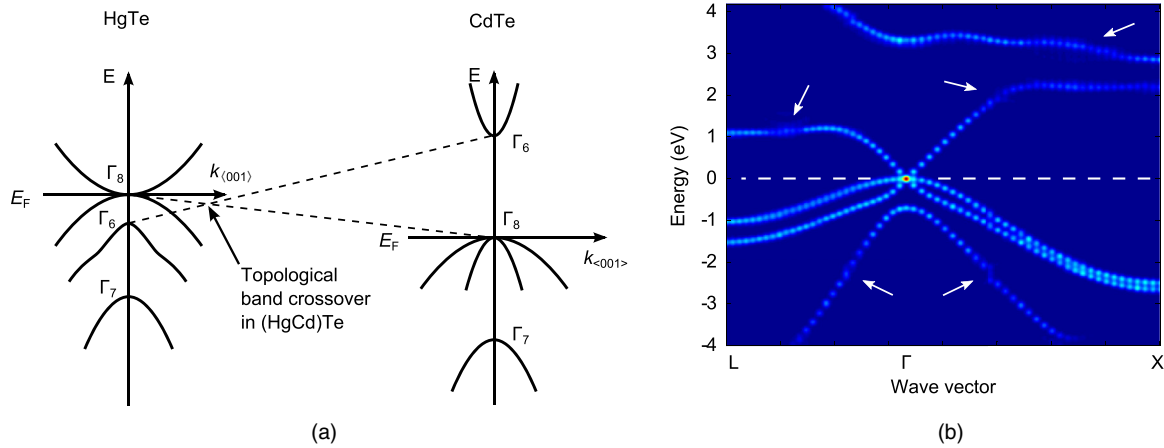 HgTe
E
Γ8
k⟨001⟩
EF
Γ6
Γ7
Topological
band crossover
in (HgCd)Te
CdTe
E
Γ6
Γ8
EF
k<001>
Γ7
(a)
Energy (eV)
4
3
2
1
0
-1
-2
-3
-4
L
Γ
X
Wave vector
(b)